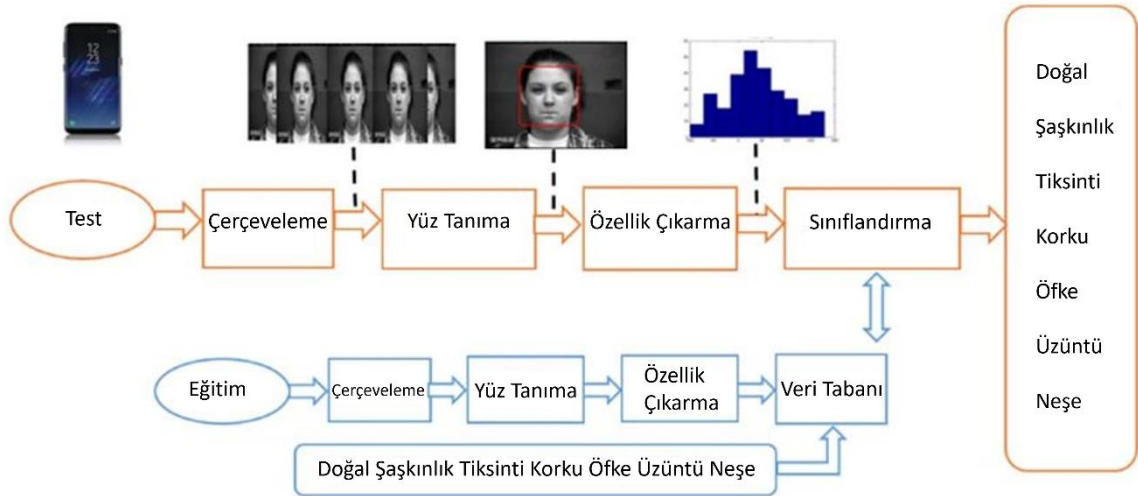 12
Doğal
Şaşkınlık
Tiksinti
Korku
Öfke
Üzüntü
Neşe
Test
Çerçeveleme
Yüz Tanıma
Özellik Çıkarma
Sınıflandırma
Eğitim
Çerçeveleme
Yüz Tanıma
Özellik
Çıkarma
Veri Tabanı
Doğal Şaşkınlık Tiksinti Korku Öfke Üzüntü Neşe